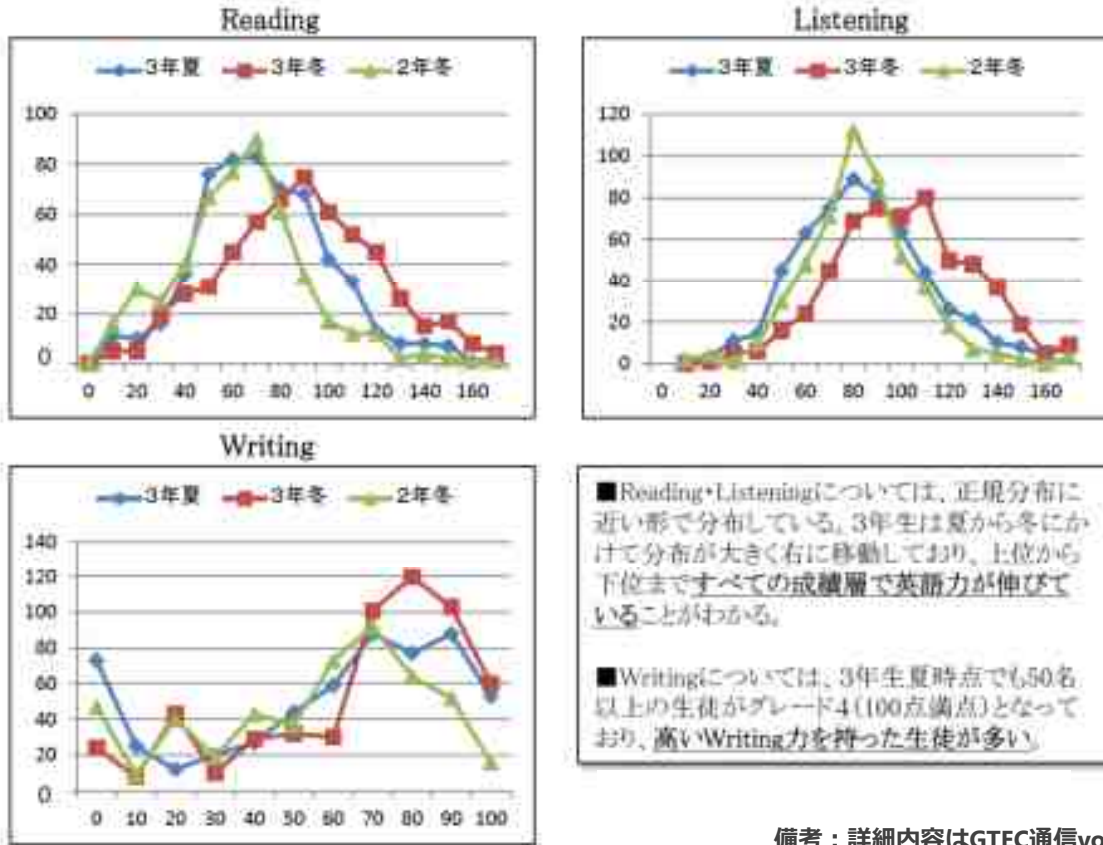 Reading
3年夏 3年冬 2年冬
100
80
60
40
20
0
0 20 40 60 80 100 120 140 160
Listening
3年夏 3年冬 2年冬
120
100
80
60
40
20
0
0 20 40 60 80 100 120 140 160
Writing
3年夏 3年冬 2年冬
140
120
100
80
60
40
20
0
0 10 20 30 40 50 60 70 80 90 100
■Reading・Listeningについては、正規分布に
近い形で分布している。3年生は夏から冬にか
けて分布が大きく右に移動しており、上位から
下位まですべての成績層で英語力が伸びて
いることがわかる。
■Writingについては、3年生夏時点でも50名
以上の生徒がグレード4(100点満点)となって
おり、高いWriting力を持った生徒が多い。
備考：詳細内容はGTEC通信vo